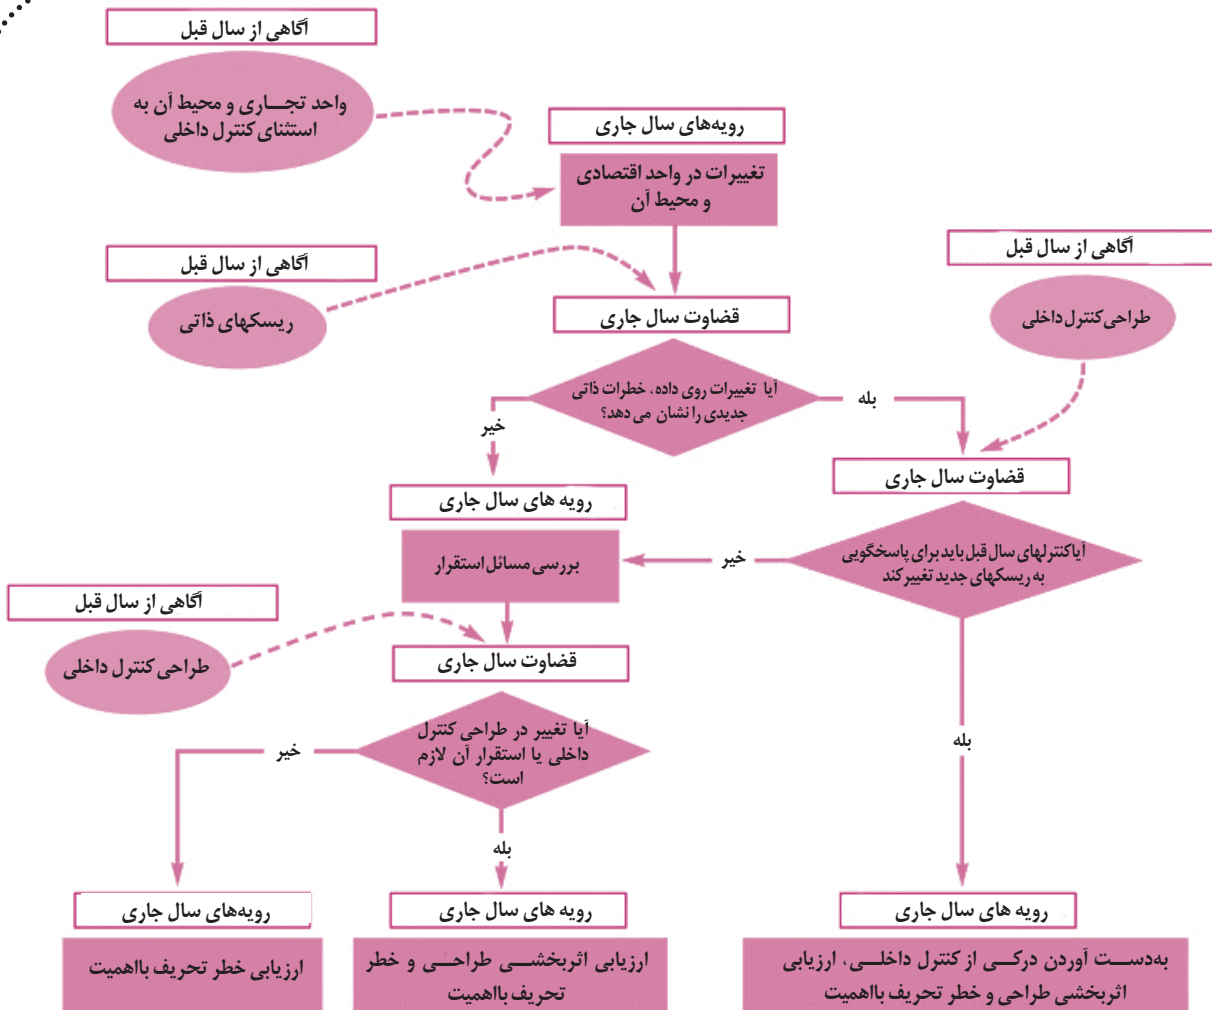 آگاهی از سال قبل
واحد تجـــاری و محیط آن به
استثنای کنترل داخلی
رویه‌های سال جاری
تغییرات در واحد اقتصادی
و محیط آن
آگاهی از سال قبل
ریسکهای ذاتی
آگاهی از سال قبل
طراحی کنترل داخلی
قضاوت سال جاری
آیا تغییرات روی داده، خطرات ذاتی
جدیدی را نشان می دهد؟
بله
خیر
قضاوت سال جاری
آیا کنترلهای سال قبل باید برای پاسخگویی
به ریسکهای جدید تغییر کند
خیر
بله
رویه های سال جاری
بررسی مسائل استقرار
آگاهی از سال قبل
طراحی کنترل داخلی
قضاوت سال جاری
آیا تغییر در طراحی کنترل
داخلی یا استقرار آن لازم
است؟
خیر
بله
رویه های سال جاری
به‌دســـت آوردن درکـــی از کنترل داخلـــی، ارزیابی
اثربخشی طراحی و خطر تحریف بااهمیت
رویه های سال جاری
ارزیابی اثربخشـــی طراحـــی و خطر
تحریف بااهمیت
رویه‌های سال جاری
ارزیابی خطر تحریف بااهمیت